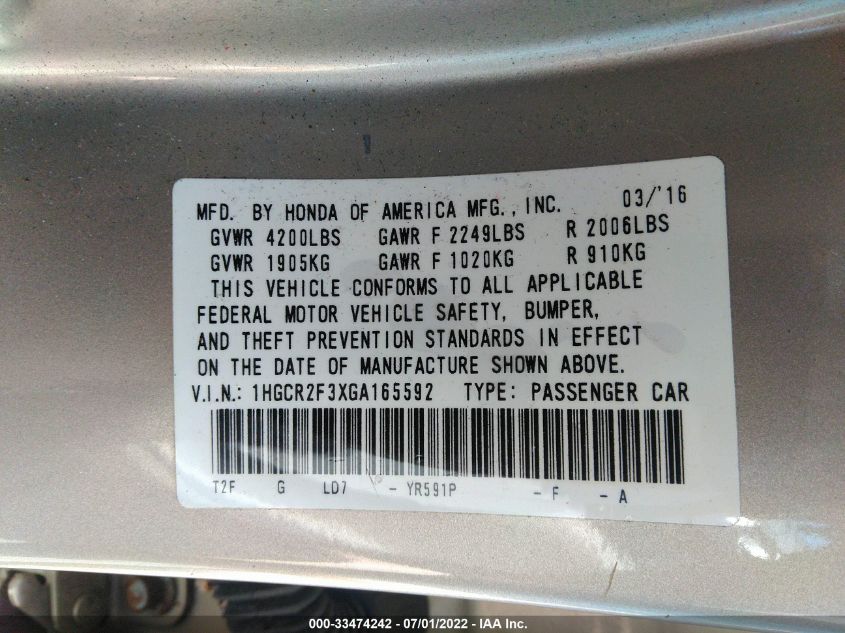 MFD. BY HONDA OF AMERICA MFG., INC. 03/'16
GVWR 4200LBS GAWR F 2249LBS R 2006LBS
GVWR 1905KG GAWR F 1020KG R 910KG
THIS VEHICLE CONFORMS TO ALL APPLICABLE
FEDERAL MOTOR VEHICLE SAFETY, BUMPER,
AND THEFT PREVENTION STANDARDS IN EFFECT
ON THE DATE OF MANUFACTURE SHOWN ABOVE.
V.I.N.: 1HGCR2F3XGA165592 TYPE: PASSENGER CAR
T2F G LD7 - YR591P - F - A
000-33474242 - 07/01/2022 - IAA Inc.